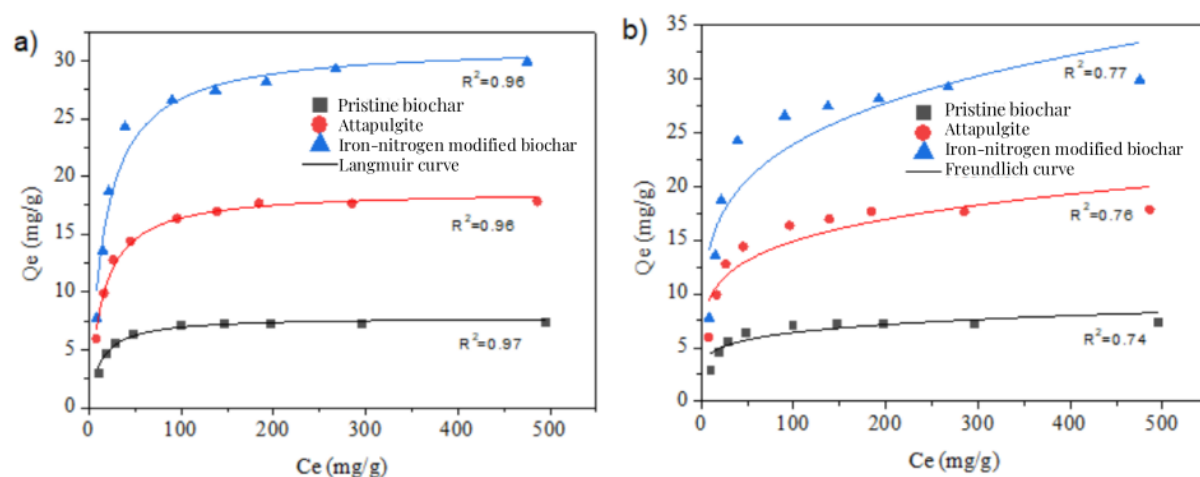 a)
30
25
20
15
10
5
0
Qe (mg/g)
R²=0.96
Pristine biochar
Attapulgite
Iron-nitrogen modified biochar
Langmuir curve
R²=0.96
R²=0.97
0 100 200 300 400 500
Ce (mg/g)
b)
35
30
25
20
15
10
5
0
Qe (mg/g)
R²=0.77
Pristine biochar
Attapulgite
Iron-nitrogen modified biochar
Freundlich curve
R²=0.76
R²=0.74
0 100 200 300 400 500
Ce (mg/g)